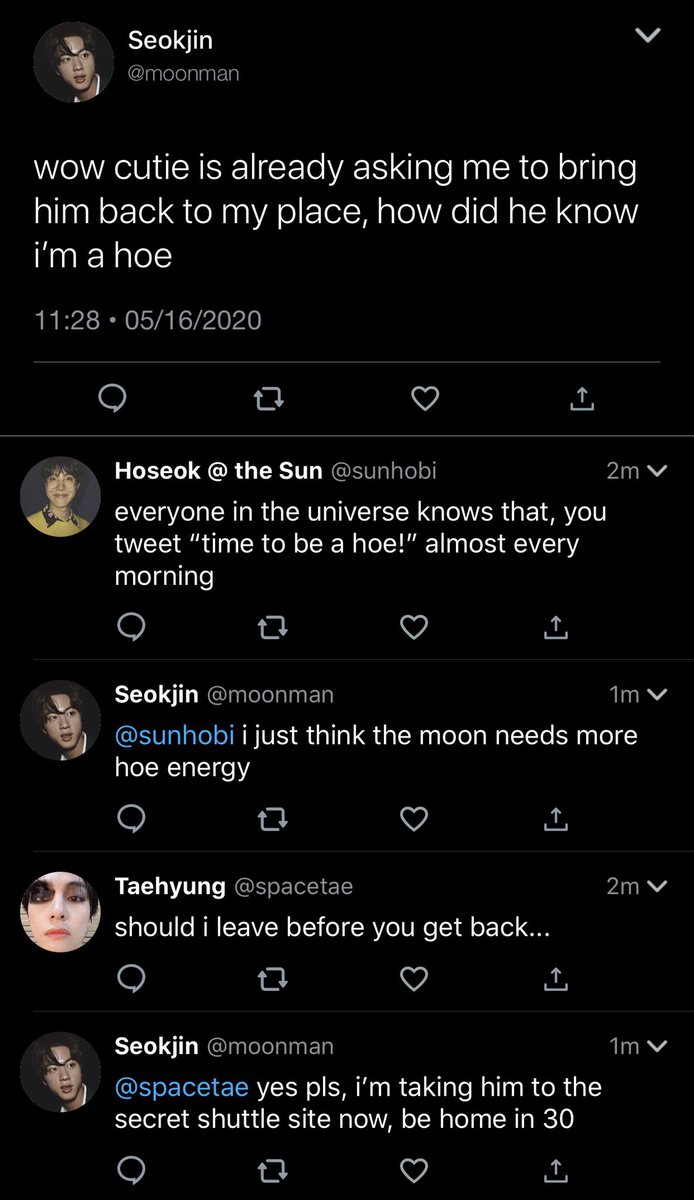 Seokjin
@moonman
wow cutie is already asking me to bring
him back to my place, how did he know
i’m a hoe
11:28 • 05/16/2020
Hoseok @ the Sun @sunhobi 2m
everyone in the universe knows that, you
tweet “time to be a hoe!” almost every
morning
Seokjin @moonman 1m
@sunhobi i just think the moon needs more
hoe energy
Taehyung @spacetae 2m
should i leave before you get back...
Seokjin @moonman 1m
@spacetae yes pls, i’m taking him to the
secret shuttle site now, be home in 30